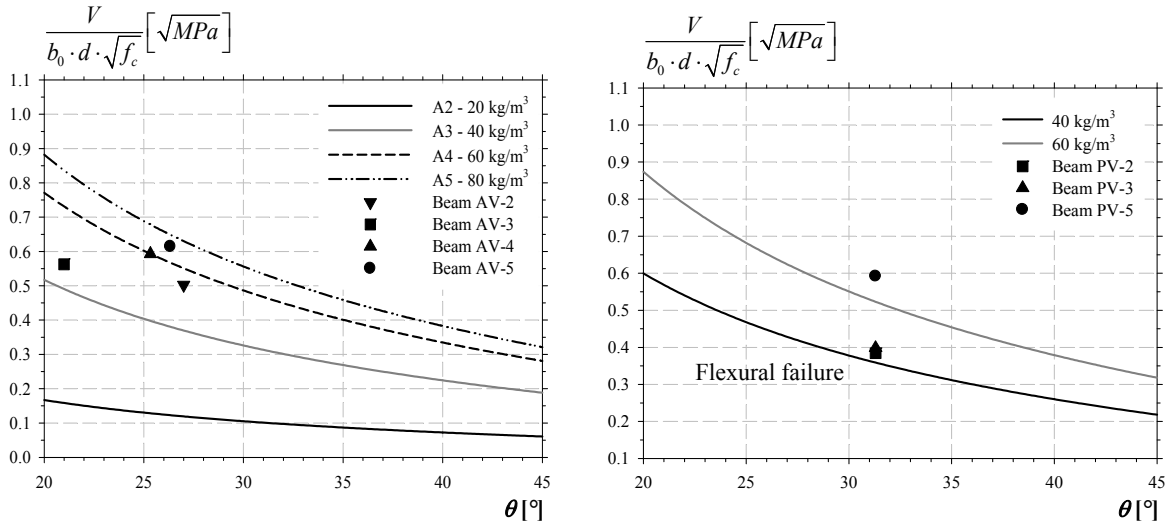 V / (b₀ · d · √f_c) [√MPa]
1.1
1.0
0.9
0.8
0.7
0.6
0.5
0.4
0.3
0.2
0.1
0.0
20 25 30 35 40 45
θ [°]
A2 - 20 kg/m³
A3 - 40 kg/m³
A4 - 60 kg/m³
A5 - 80 kg/m³
Beam AV-2
Beam AV-3
Beam AV-4
Beam AV-5
V / (b₀ · d · √f_c) [√MPa]
1.1
1.0
0.9
0.8
0.7
0.6
0.5
0.4
0.3
0.2
0.1
20 25 30 35 40 45
θ [°]
40 kg/m³
60 kg/m³
Beam PV-2
Beam PV-3
Beam PV-5
Flexural failure